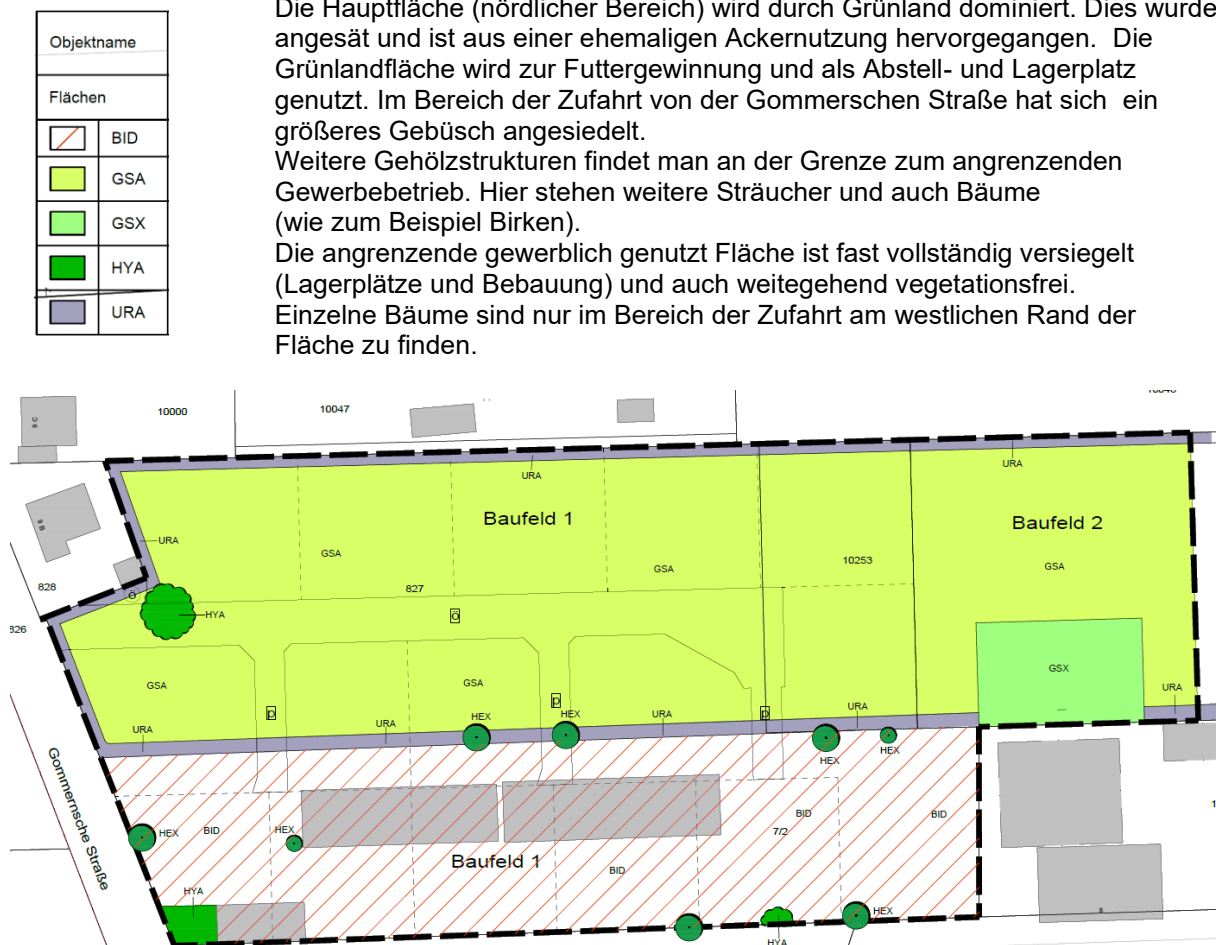 Die Hauptfläche (nördlicher Bereich) wird durch Grünland dominiert. Dies wurde
angesät und ist aus einer ehemaligen Ackernutzung hervorgegangen. Die
Grünlandfläche wird zur Futtergewinnung und als Abstell- und Lagerplatz
genutzt. Im Bereich der Zufahrt von der Gommerschen Straße hat sich ein
größeres Gebüsch angesiedelt.
Weitere Gehölzstrukturen findet man an der Grenze zum angrenzenden
Gewerbebetrieb. Hier stehen weitere Sträucher und auch Bäume
(wie zum Beispiel Birken).
Die angrenzende gewerblich genutzt Fläche ist fast vollständig versiegelt
(Lagerplätze und Bebauung) und auch weitegehend vegetationsfrei.
Einzelne Bäume sind nur im Bereich der Zufahrt am westlichen Rand der
Fläche zu finden.
Objektname
Flächen
BID
GSA
GSX
HYA
URA
9 C
10000
10047
URA
URA
9 B
Baufeld 1
Baufeld 2
URA
GSA
GSA
10253
GSA
828
827
Ö
HYA
Ö
826
GSX
GSA
GSA
URA
p
p
p
HEX
HEX
URA
URA
URA
URA
HEX
HEX
Gommernsche Straße
HEX
BID
HEX
BID
7/2
BID
Baufeld 1
BID
HYA
HEX
8
HYA